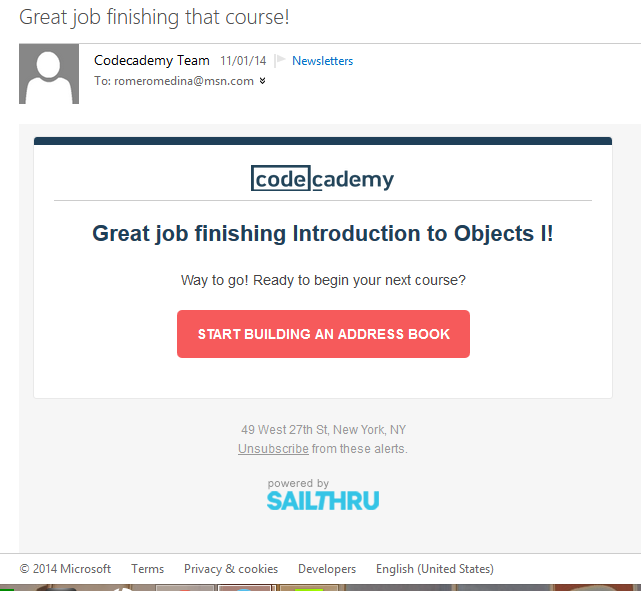 Great job finishing that course!
Codecademy Team 11/01/14 Newsletters
To: romeromedina@msn.com
codecademy
Great job finishing Introduction to Objects I!
Way to go! Ready to begin your next course?
START BUILDING AN ADDRESS BOOK
49 West 27th St, New York, NY
Unsubscribe from these alerts.
powered by
SAILTHRU
© 2014 Microsoft Terms Privacy & cookies Developers English (United States)